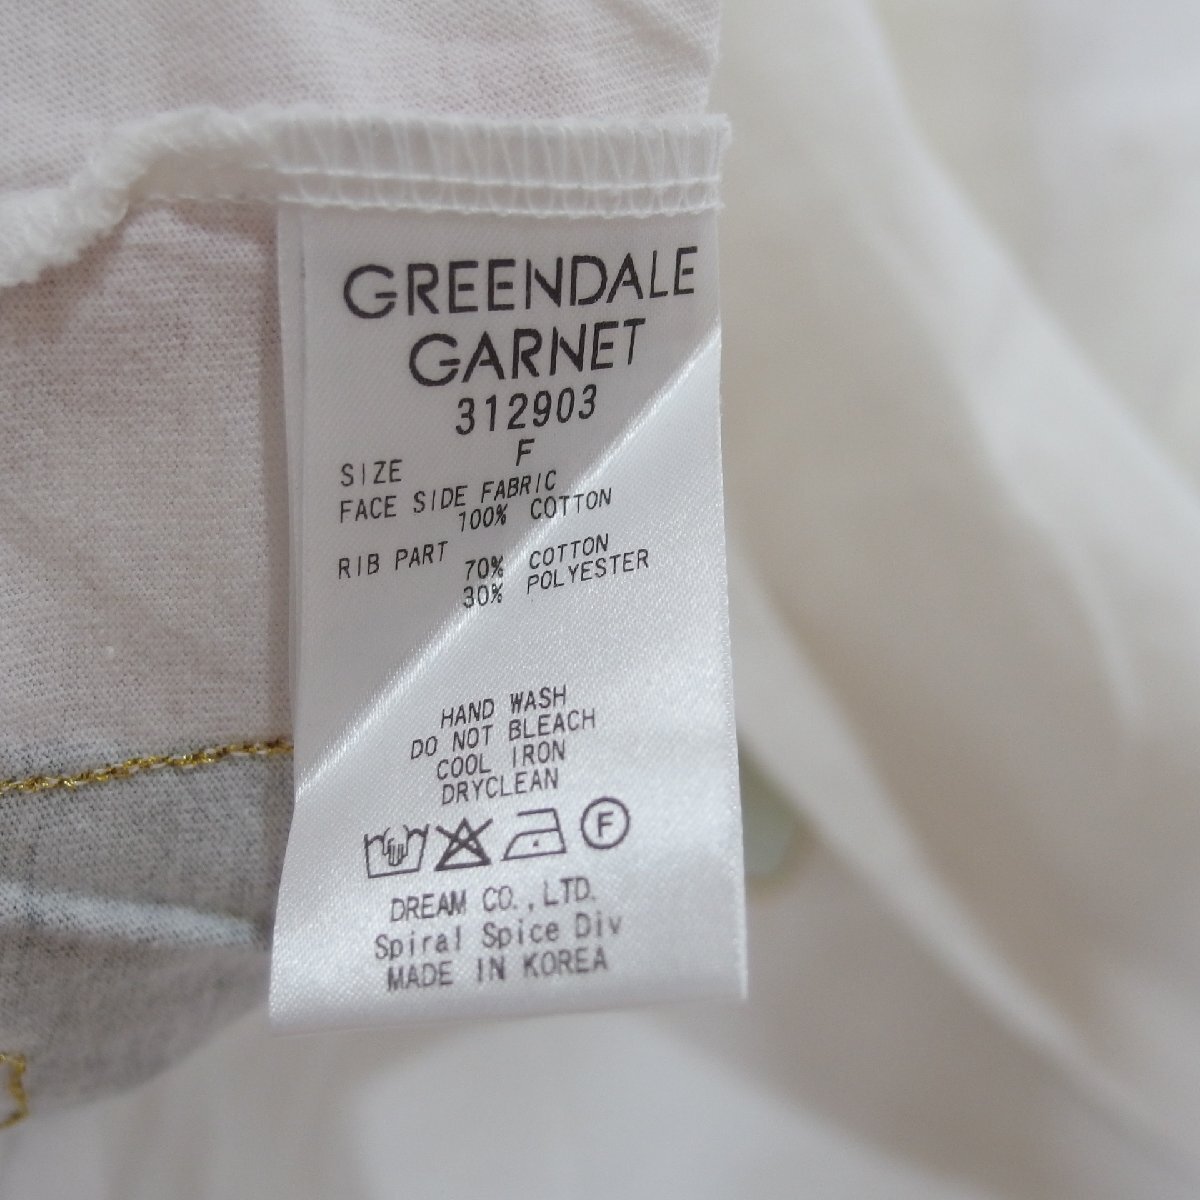 GREENDALE
GARNET
312903
SIZE F
FACE SIDE FABRIC
100% COTTON
RIB PART
70% COTTON
30% POLYESTER
HAND WASH
DO NOT BLEACH
COOL IRON
DRYCLEAN
F
DREAM CO.,LTD.
Spiral Spice Div
MADE IN KOREA